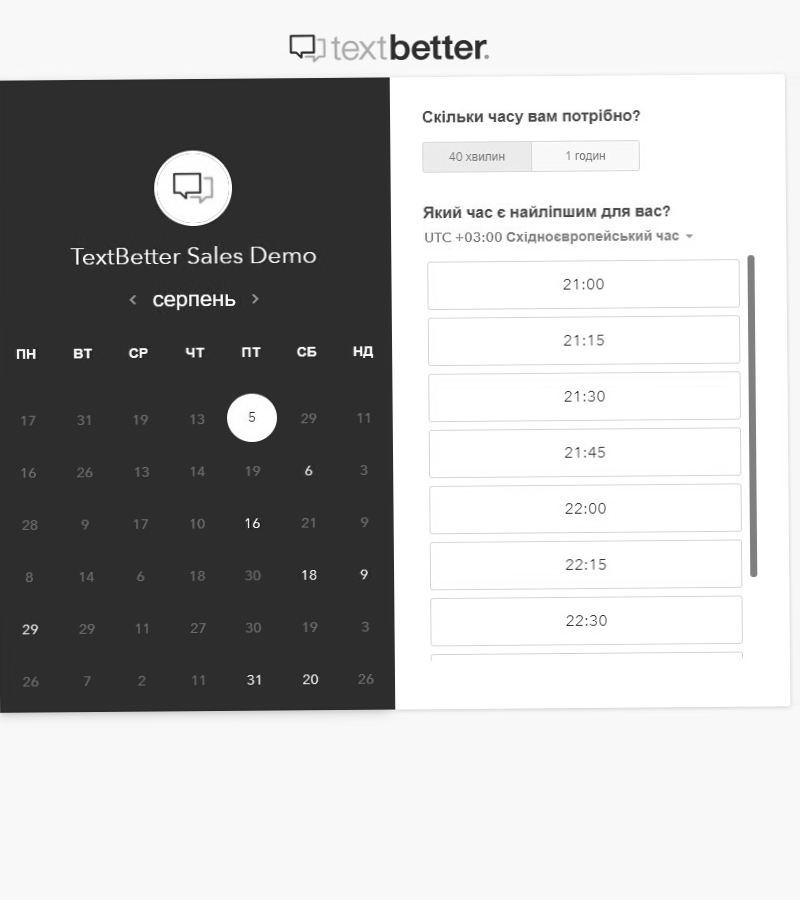 textbetter.
TextBetter Sales Demo
серпень
ПН ВТ СР ЧТ ПТ СБ НД
17 31 19 13 5 29 11
16 26 13 14 19 6 3
28 9 17 10 16 21 9
8 14 6 18 30 18 9
29 29 11 27 30 19 3
26 7 2 11 31 20 26
Скільки часу вам потрібно?
40 хвилин 1 годин
Який час є найліпшим для вас?
UTC +03:00 Східноєвропейський час
21:00
21:15
21:30
21:45
22:00
22:15
22:30